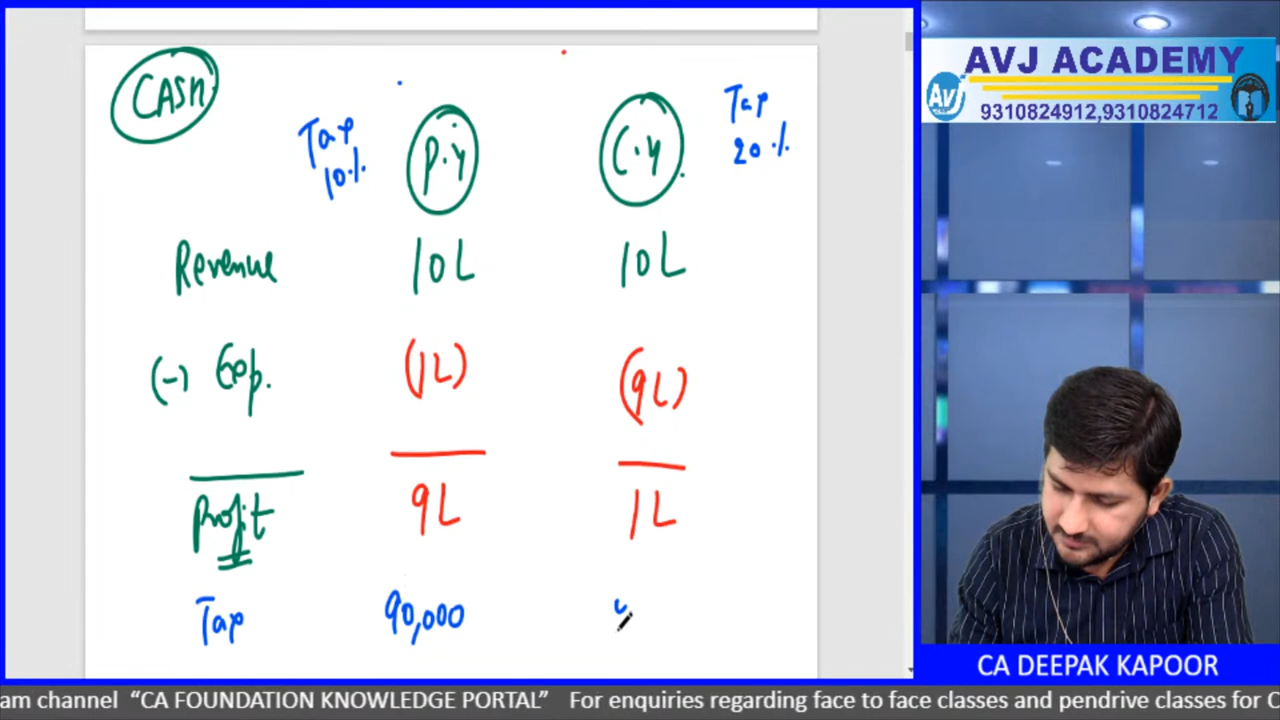 CASH
Tax
10%
P.Y
C.Y
Tax
20%
Revenue 10L 10L
(-) Exp. (1L) (9L)
Profit 9L 1L
Tax 90,000
AVJ ACADEMY
AV
9310824912,9310824712
CA DEEPAK KAPOOR
am channel “CA FOUNDATION KNOWLEDGE PORTAL” For enquiries regarding face to face classes and pendrive classes for C